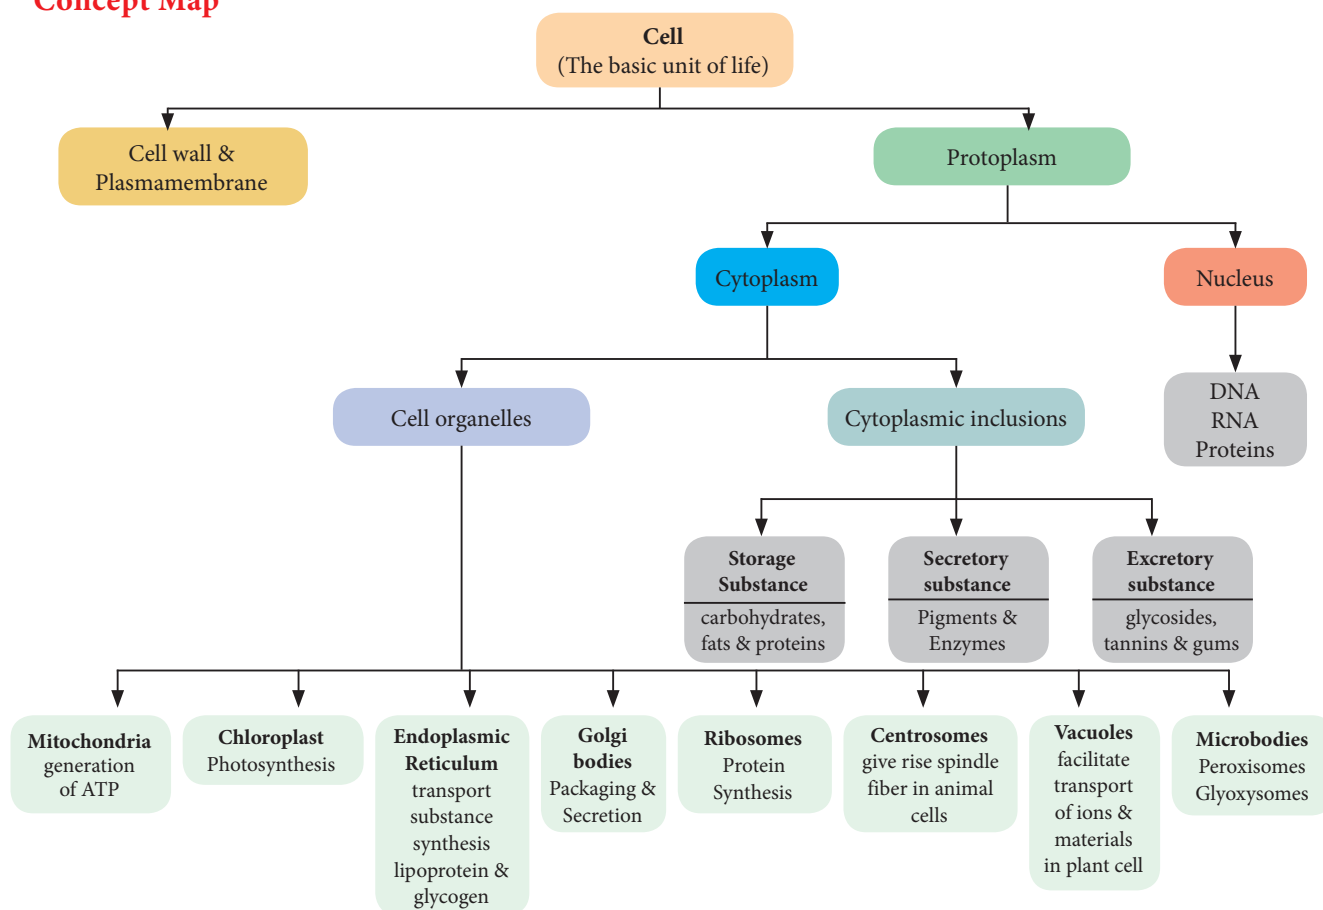 Concept Map
Cell
(The basic unit of life)
Cell wall &
Plasmamembrane
Protoplasm
Cytoplasm
Nucleus
Cell organelles
Cytoplasmic inclusions
DNA
RNA
Proteins
Storage
Substance
carbohydrates,
fats & proteins
Secretory
substance
Pigments &
Enzymes
Excretory
substance
glycosides,
tannins & gums
Mitochondria
generation
of ATP
Chloroplast
Photosynthesis
Endoplasmic
Reticulum
transport
substance
synthesis
lipoprotein &
glycogen
Golgi
bodies
Packaging &
Secretion
Ribosomes
Protein
Synthesis
Centrosomes
give rise spindle
fiber in animal
cells
Vacuoles
facilitate
transport
of ions &
materials
in plant cell
Microbodies
Peroxisomes
Glyoxysomes